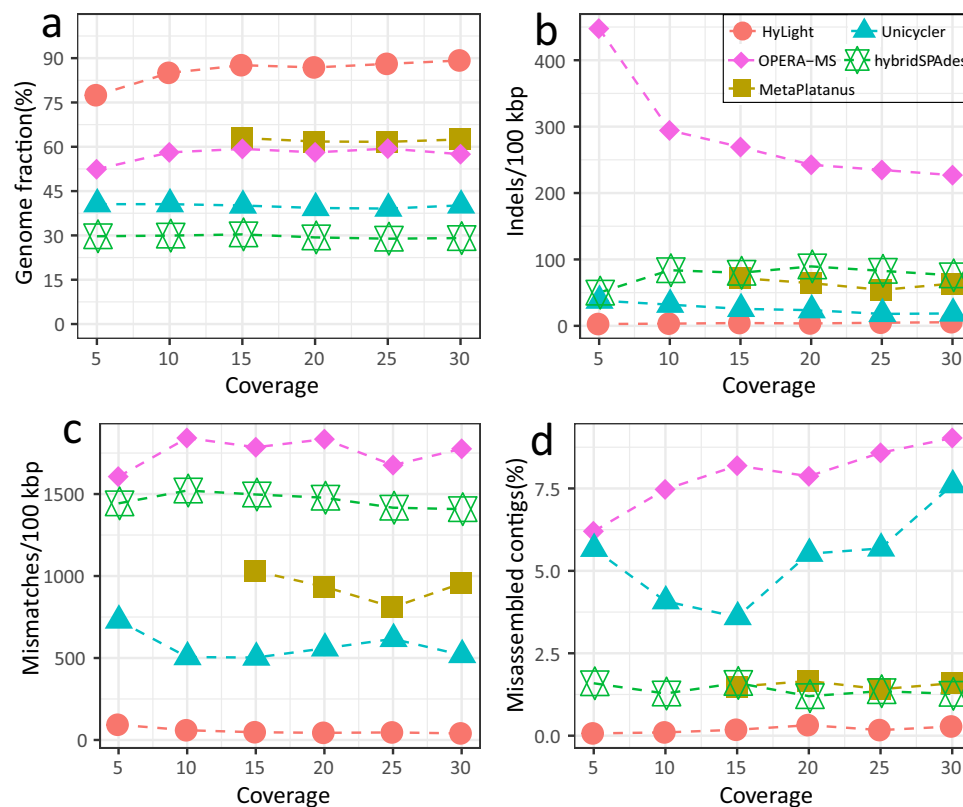 a
Genome fraction(%)
90
75
60
45
30
15
0
5 10 15 20 25 30
Coverage
b
Indels/100 kbp
400
300
200
100
0
5 10 15 20 25 30
Coverage
HyLight Unicycler
OPERA−MS hybridSPAdes
MetaPlatanus
c
Mismatches/100 kbp
1500
1000
500
0
5 10 15 20 25 30
Coverage
d
Misassembled contigs(%)
7.5
5.0
2.5
0.0
5 10 15 20 25 30
Coverage